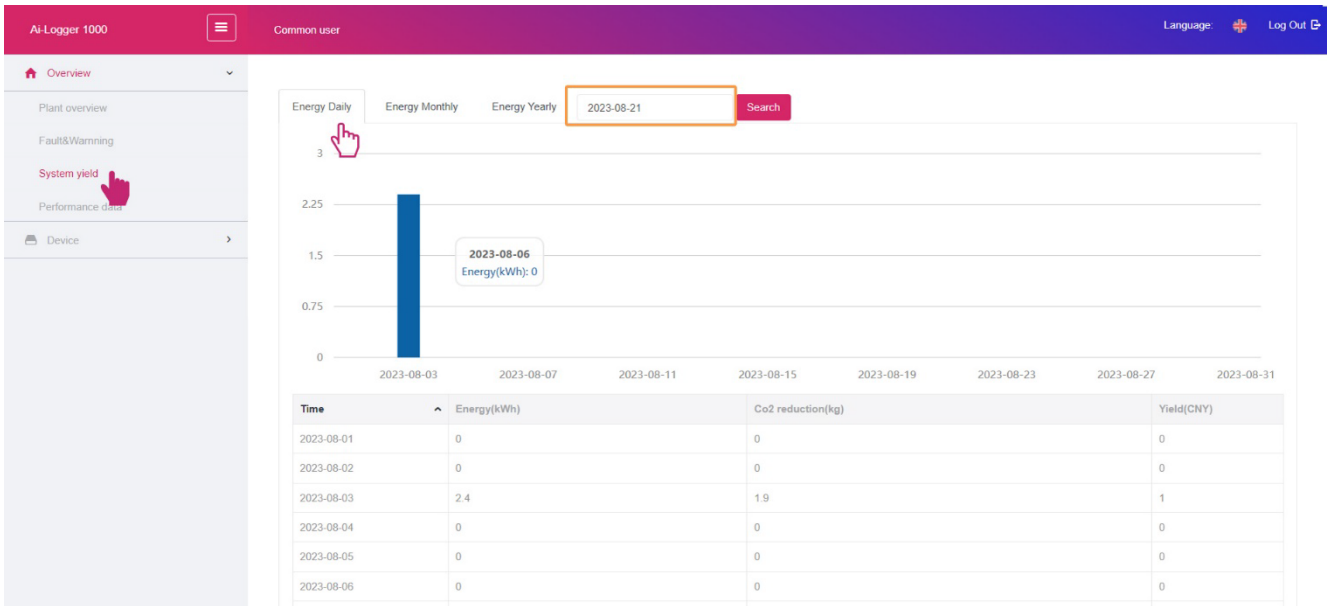 Ai-Logger 1000 Common user Language: Log Out
Overview
Plant overview
Fault&Warnning
System yield
Performance data
Device
Energy Daily Energy Monthly Energy Yearly 2023-08-21 Search
3
2.25
1.5
0.75
0
2023-08-06
Energy(kWh): 0
2023-08-03 2023-08-07 2023-08-11 2023-08-15 2023-08-19 2023-08-23 2023-08-27 2023-08-31
Time Energy(kWh) Co2 reduction(kg) Yield(CNY)
2023-08-01 0 0 0
2023-08-02 0 0 0
2023-08-03 2.4 1.9 1
2023-08-04 0 0 0
2023-08-05 0 0 0
2023-08-06 0 0 0